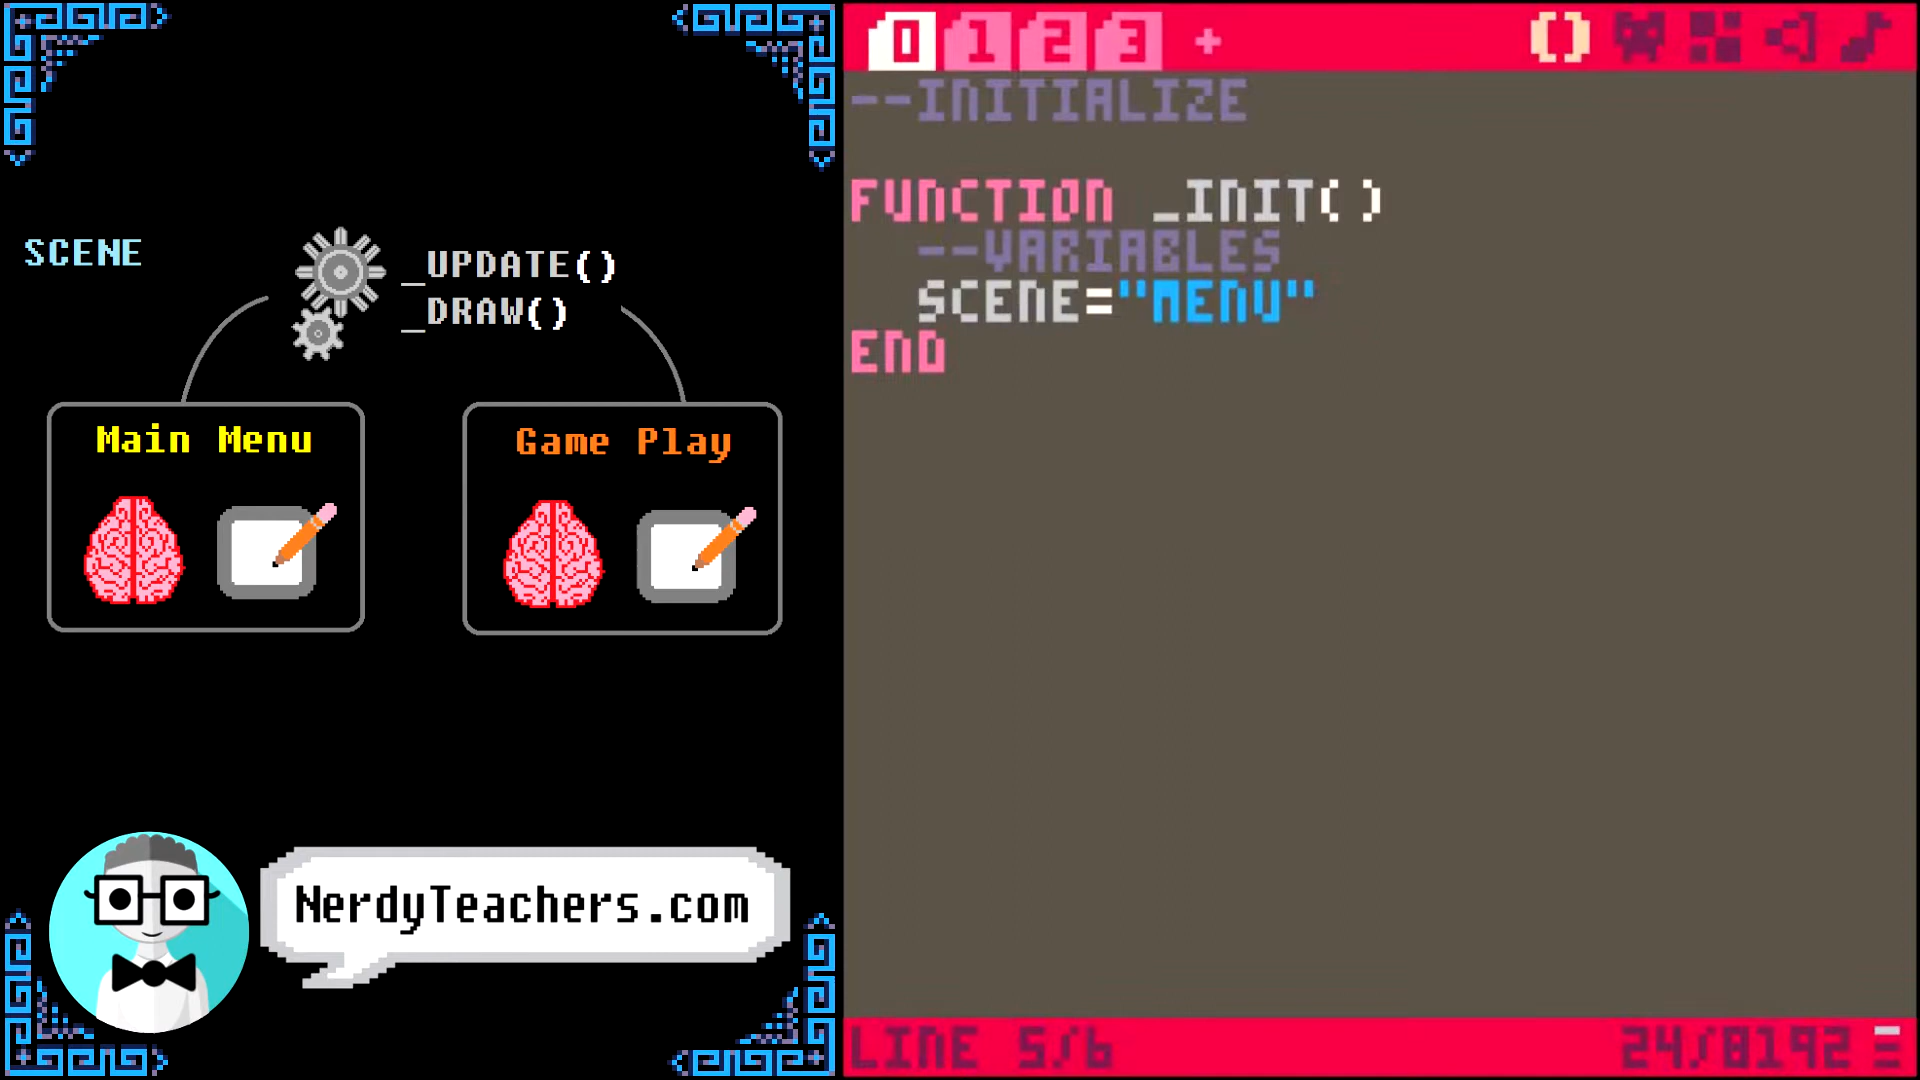 SCENE
_UPDATE()
_DRAW()
Main Menu
Game Play
NerdyTeachers.com
0 1 2 3 +
()
--INITIALIZE
FUNCTION _INIT()
--VARIABLES
SCENE="MENU"
END
LINE 5/6
24/8192